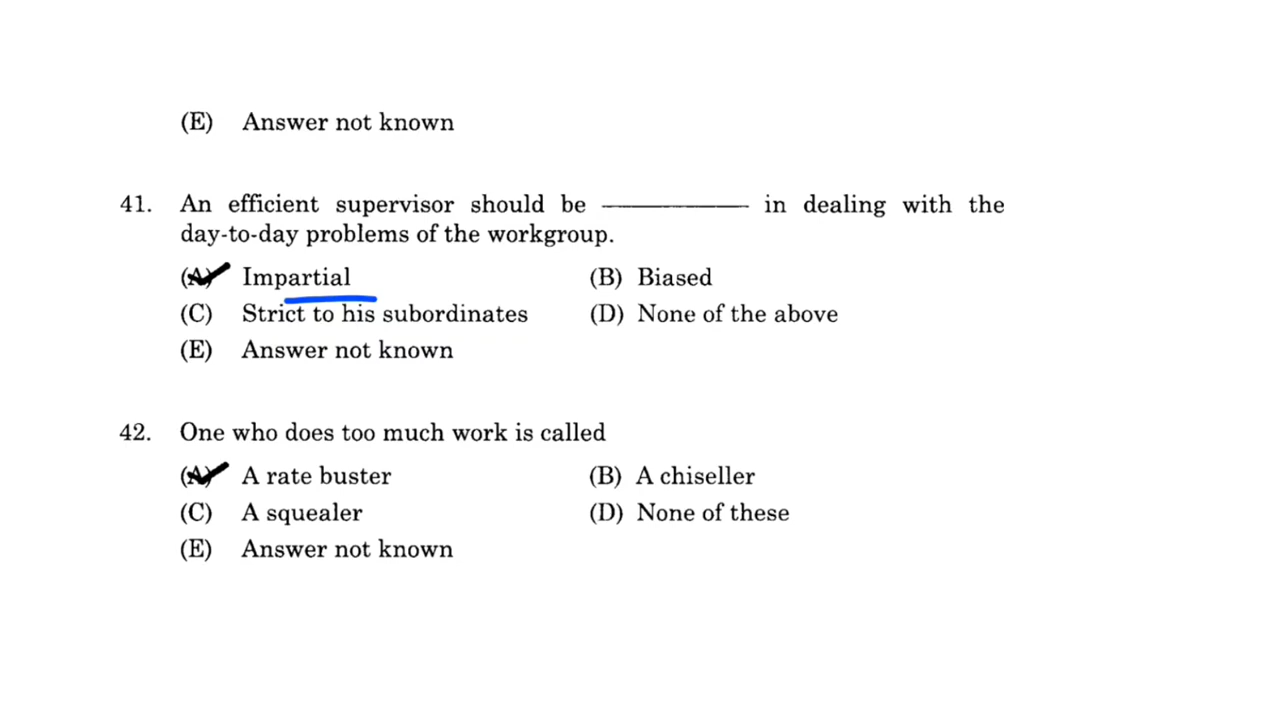 (E) Answer not known
41. An efficient supervisor should be ————— in dealing with the
day-to-day problems of the workgroup.
(A) Impartial (B) Biased
(C) Strict to his subordinates (D) None of the above
(E) Answer not known
42. One who does too much work is called
(A) A rate buster (B) A chiseller
(C) A squealer (D) None of these
(E) Answer not known